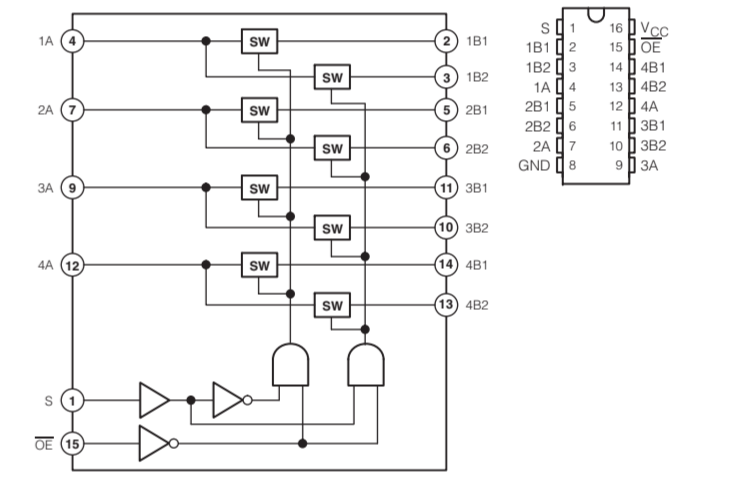 1A 4 SW 2 1B1
SW 3 1B2
2A 7 SW 5 2B1
SW 6 2B2
3A 9 SW 11 3B1
SW 10 3B2
4A 12 SW 14 4B1
SW 13 4B2
S 1
OE 15
S 1 16 VCC
1B1 2 15 OE
1B2 3 14 4B1
1A 4 13 4B2
2B1 5 12 4A
2B2 6 11 3B1
2A 7 10 3B2
GND 8 9 3A